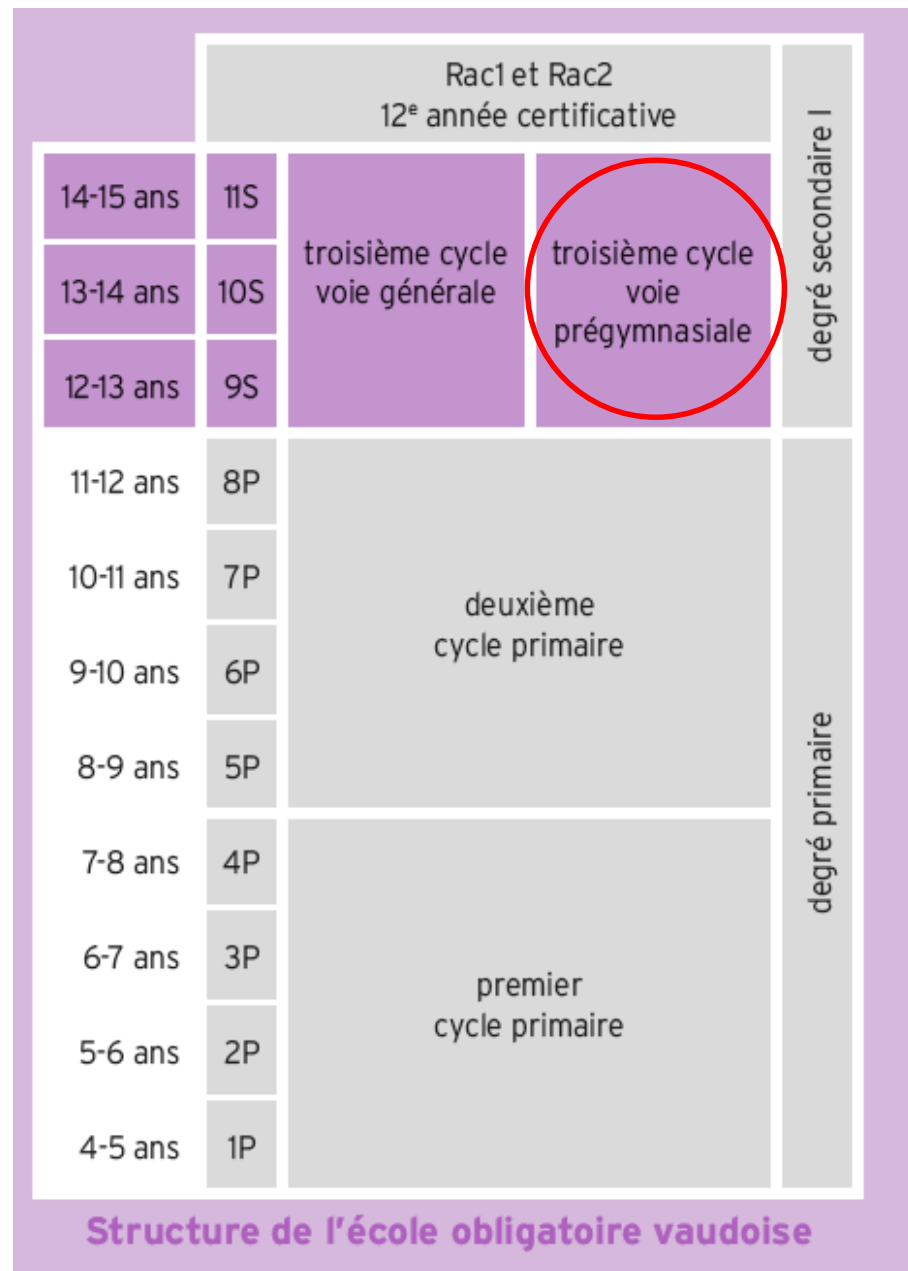 Rac1 et Rac2
12e année certificative
degré secondaire I
14-15 ans 11S
13-14 ans 10S
12-13 ans 9S
troisième cycle
voie générale
troisième cycle
voie
prégymnasiale
11-12 ans 8P
10-11 ans 7P
9-10 ans 6P
8-9 ans 5P
deuxième
cycle primaire
degré primaire
7-8 ans 4P
6-7 ans 3P
5-6 ans 2P
4-5 ans 1P
premier
cycle primaire
Structure de l'école obligatoire vaudoise